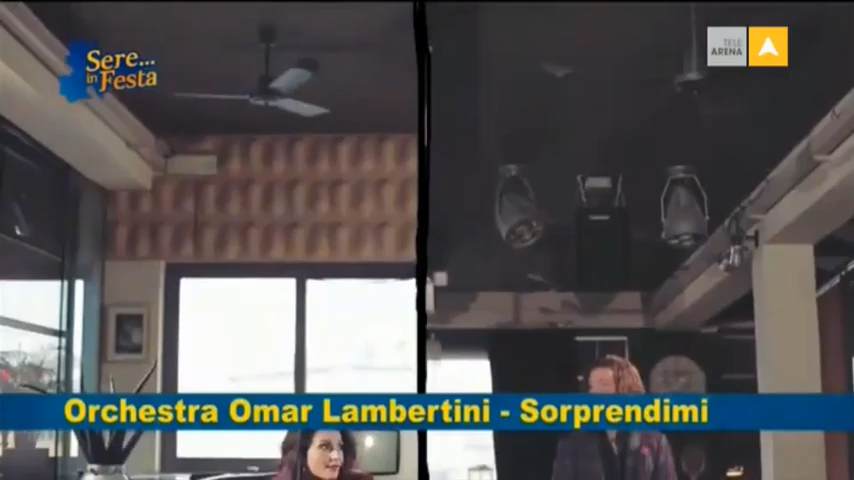 Sere...
in Festa
TELE
ARENA
Orchestra Omar Lambertini - Sorprendimi